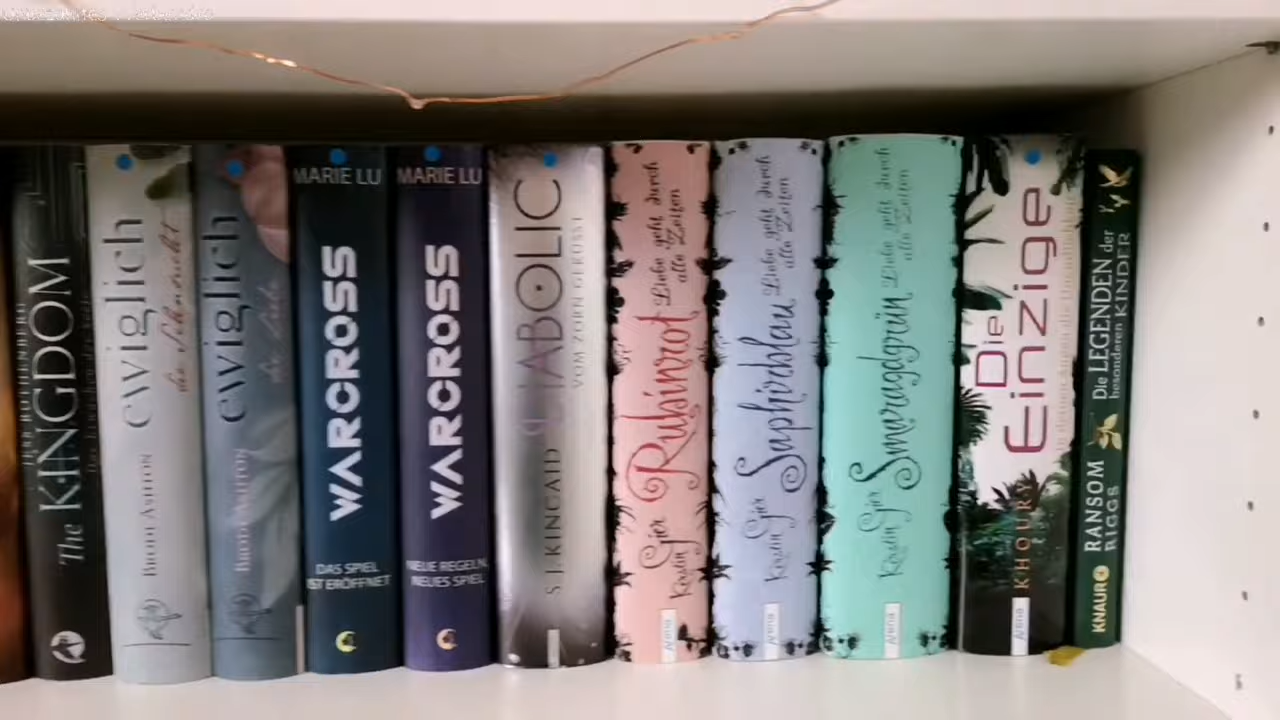 The KINGDOM
ewiglich
die Sehnsucht
BRODI ASHTON
ewiglich
die Liebe
BRODI ASHTON
MARIE LU
WARCROSS
DAS SPIEL
IST ERÖFFNET
MARIE LU
WARCROSS
NEUE REGELN,
NEUES SPIEL
DIABOLIC
VOM ZORN GEKÜSST
S. J. KINCAID
Kerstin Gier
Rubinrot
Liebe geht durch
alle Zeiten
Arena
Kerstin Gier
Saphirblau
Liebe geht durch
alle Zeiten
Arena
Kerstin Gier
Smaragdgrün
Liebe geht durch
alle Zeiten
Arena
KHOURY
Die
Einzige
Arena
RANSOM
RIGGS
Die LEGENDEN der
besonderen KINDER
KNAUR